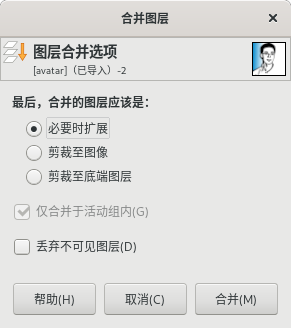 合并图层
图层合并选项
[avatar]（已导入）-2
最后，合并的图层应该是：
必要时扩展
剪裁至图像
剪裁至底端图层
仅合并于活动组内(G)
丢弃不可见图层(D)
帮助(H)
取消(C)
合并(M)